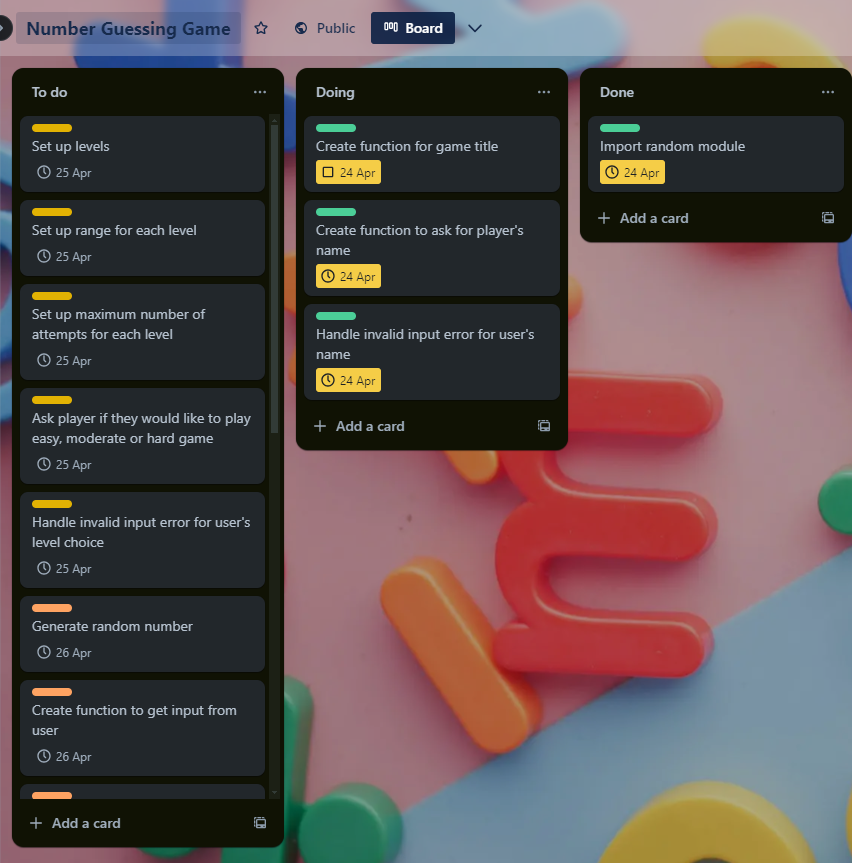 Number Guessing Game
Public
Board
To do
Set up levels
25 Apr
Set up range for each level
25 Apr
Set up maximum number of
attempts for each level
25 Apr
Ask player if they would like to play
easy, moderate or hard game
25 Apr
Handle invalid input error for user's
level choice
25 Apr
Generate random number
26 Apr
Create function to get input from
user
26 Apr
Add a card
Doing
Create function for game title
24 Apr
Create function to ask for player's
name
24 Apr
Handle invalid input error for user's
name
24 Apr
Add a card
Done
Import random module
24 Apr
Add a card